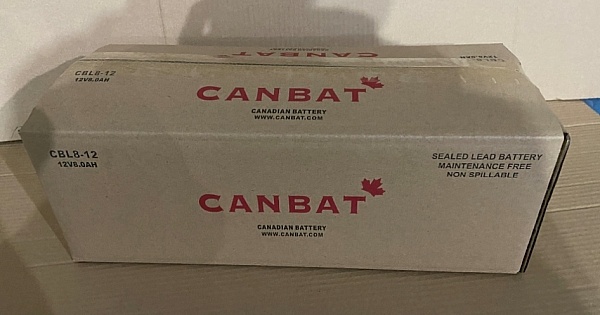 CANBAT
CBL8-12
12V8.0AH
CANBAT
CANADIAN BATTERY
WWW.CANBAT.COM
CBL8-12
12V8.0AH
SEALED LEAD BATTERY
MAINTENANCE FREE
NON SPILLABLE
CANBAT
CANADIAN BATTERY
WWW.CANBAT.COM